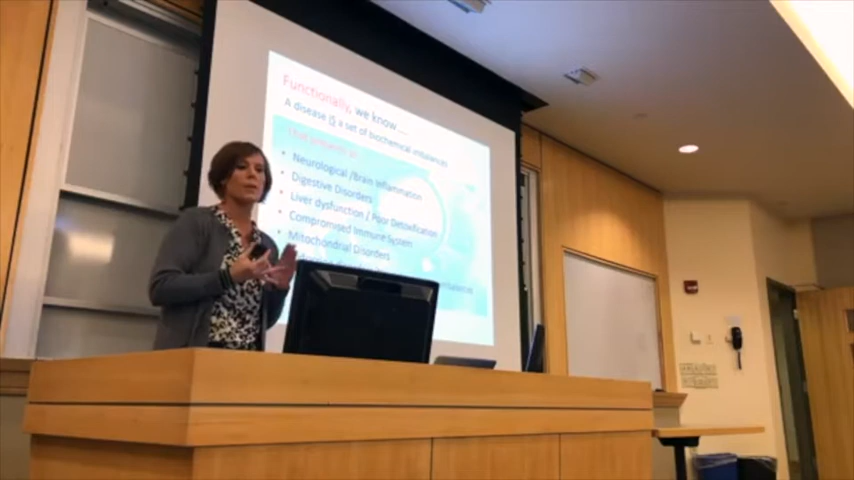 Functionally, we know ....
A disease is a set of biochemical imbalances
• Neurological /Brain Inflammation
• Digestive Disorders
• Liver dysfunction / Poor Detoxification
• Compromised Immune System
• Mitochondrial Disorders